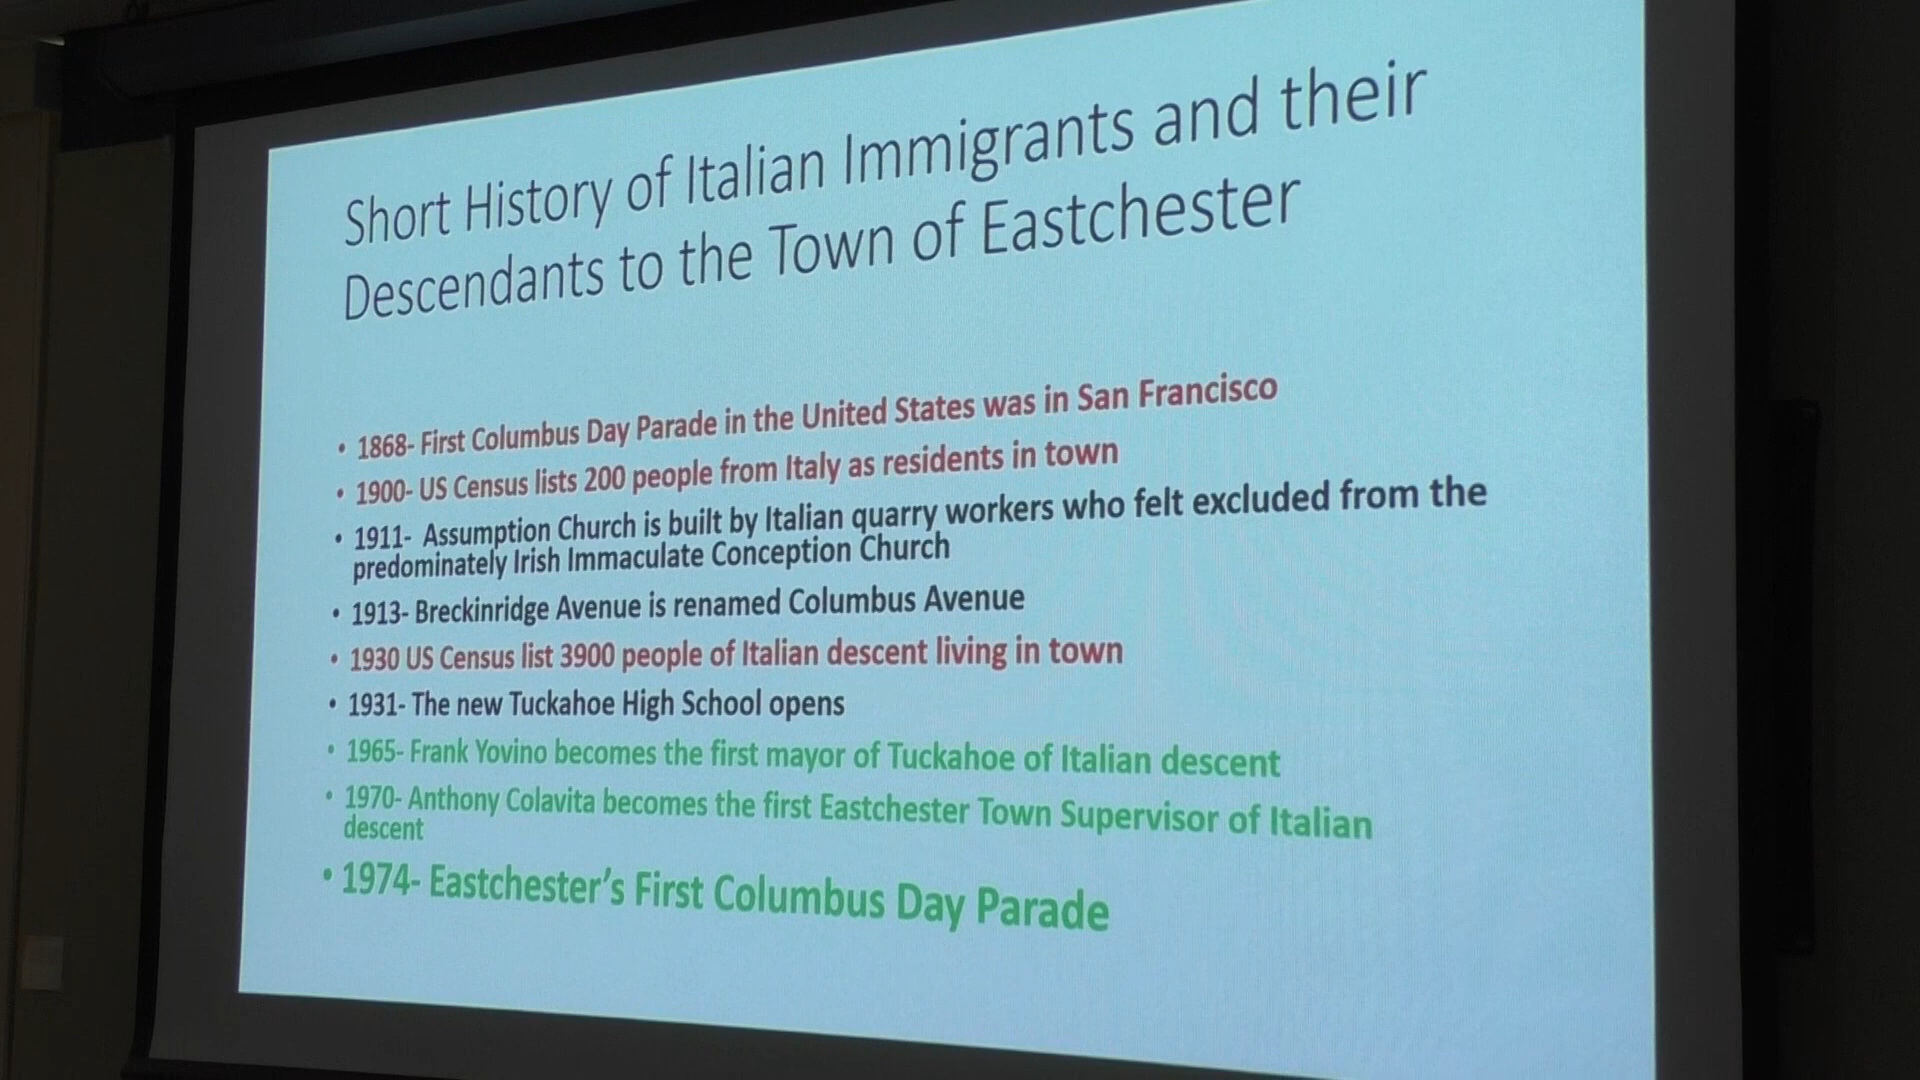 Short History of Italian Immigrants and their
Descendants to the Town of Eastchester
• 1868- First Columbus Day Parade in the United States was in San Francisco
• 1900- US Census lists 200 people from Italy as residents in town
• 1911- Assumption Church is built by Italian quarry workers who felt excluded from the
predominately Irish Immaculate Conception Church
• 1913- Breckinridge Avenue is renamed Columbus Avenue
• 1930 US Census list 3900 people of Italian descent living in town
• 1931- The new Tuckahoe High School opens
• 1965- Frank Yovino becomes the first mayor of Tuckahoe of Italian descent
• 1970- Anthony Colavita becomes the first Eastchester Town Supervisor of Italian
descent
• 1974- Eastchester’s First Columbus Day Parade